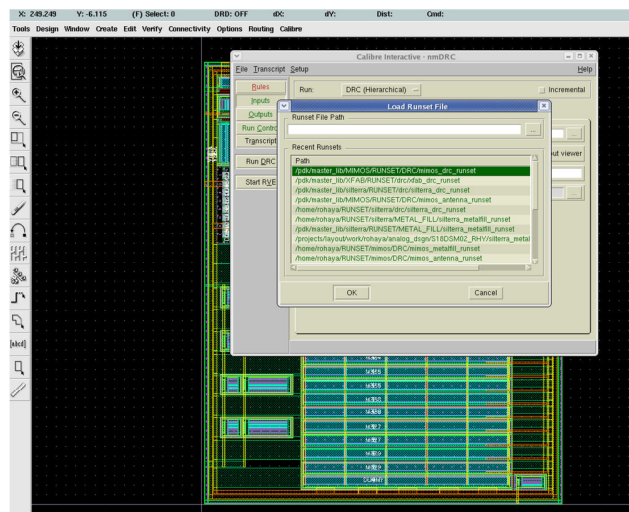 X: 249.249 Y: -6.115 (F) Select: 0 DRD: OFF dX: dY: Dist: Cmd:
Tools Design Window Create Edit Verify Connectivity Options Routing Calibre
Calibre Interactive - nmDRC
File Transcript Setup Help
Rules
Run: DRC (Hierarchical) Incremental
Inputs
Load Runset File
Outputs
Runset File Path
Run Contro
...
Transcript
Recent Runsets
out viewer
Path
Run DRC
/pdk/master_lib/MIMOS/RUNSET/DRC/mimos_drc_runset
/pdk/master_lib/XFAB/RUNSET/drc/xfab_drc_runset
Start RVE
/pdk/master_lib/silterra/RUNSET/drc/silterra_drc_runset
/pdk/master_lib/MIMOS/RUNSET/DRC/mimos_antenna_runset
/home/rohaya/RUNSET/silterra/drc/silterra_drc_runset
/home/rohaya/RUNSET/silterra/METAL_FILL/silterra_metalfill_runset
/pdk/master_lib/silterra/RUNSET/METAL_FILL/silterra_metalfill_runset
/projects/layout/work/rohaya/analog_dsgn/S18DSM02_RHY/silterra_metal
/home/rohaya/RUNSET/mimos/DRC/mimos_metalfill_runset
/home/rohaya/RUNSET/mimos/DRC/mimos_antenna_runset
OK Cancel
[abcd]
DUMMY